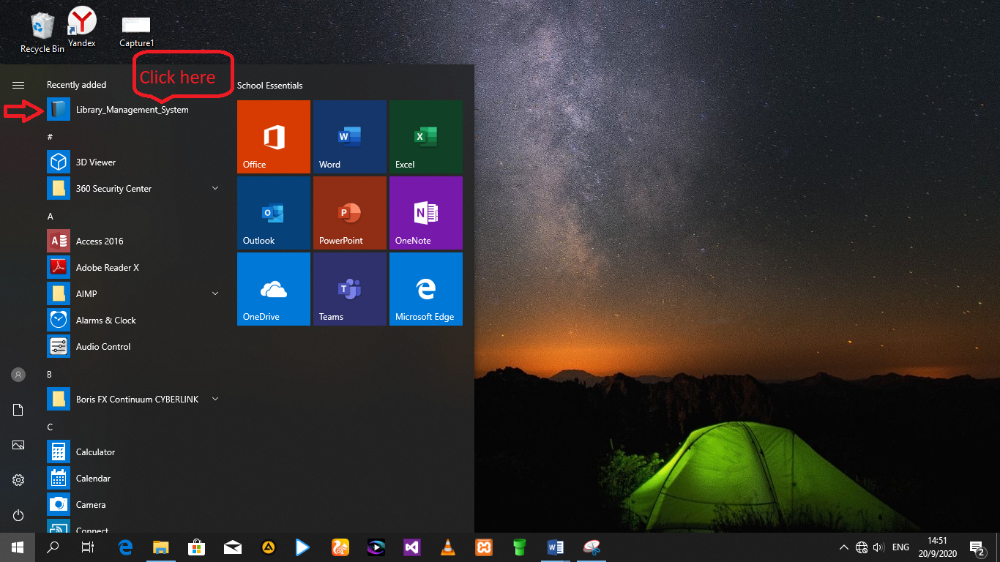 Recycle Bin
Yandex
Capture1
Click here
Recently added
School Essentials
Library_Management_System
#
3D Viewer
360 Security Center
A
Access 2016
Adobe Reader X
AIMP
Alarms & Clock
Audio Control
B
Boris FX Continuum CYBERLINK
C
Calculator
Calendar
Camera
Connect
Office
Word
Excel
Outlook
PowerPoint
OneNote
OneDrive
Teams
Microsoft Edge
ENG
14:51
20/9/2020
2